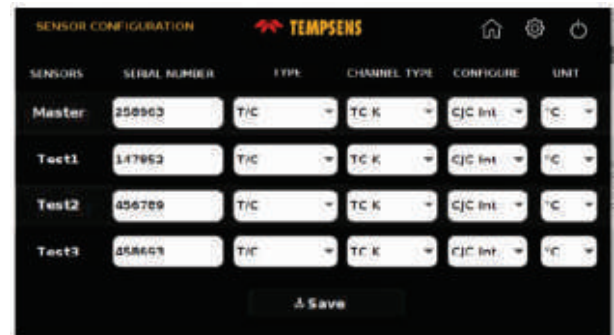 SENSOR CONFIGURATION TEMPSENS
SENSORS SERIAL NUMBER TYPE CHANNEL TYPE CONFIGURE UNIT
Master 258963 T/C TC K CJC Int °C
Test1 T/C TC K CJC Int °C
Test2 456789 T/C TC K CJC Int °C
Test3 T/C TC K CJC Int °C
Save